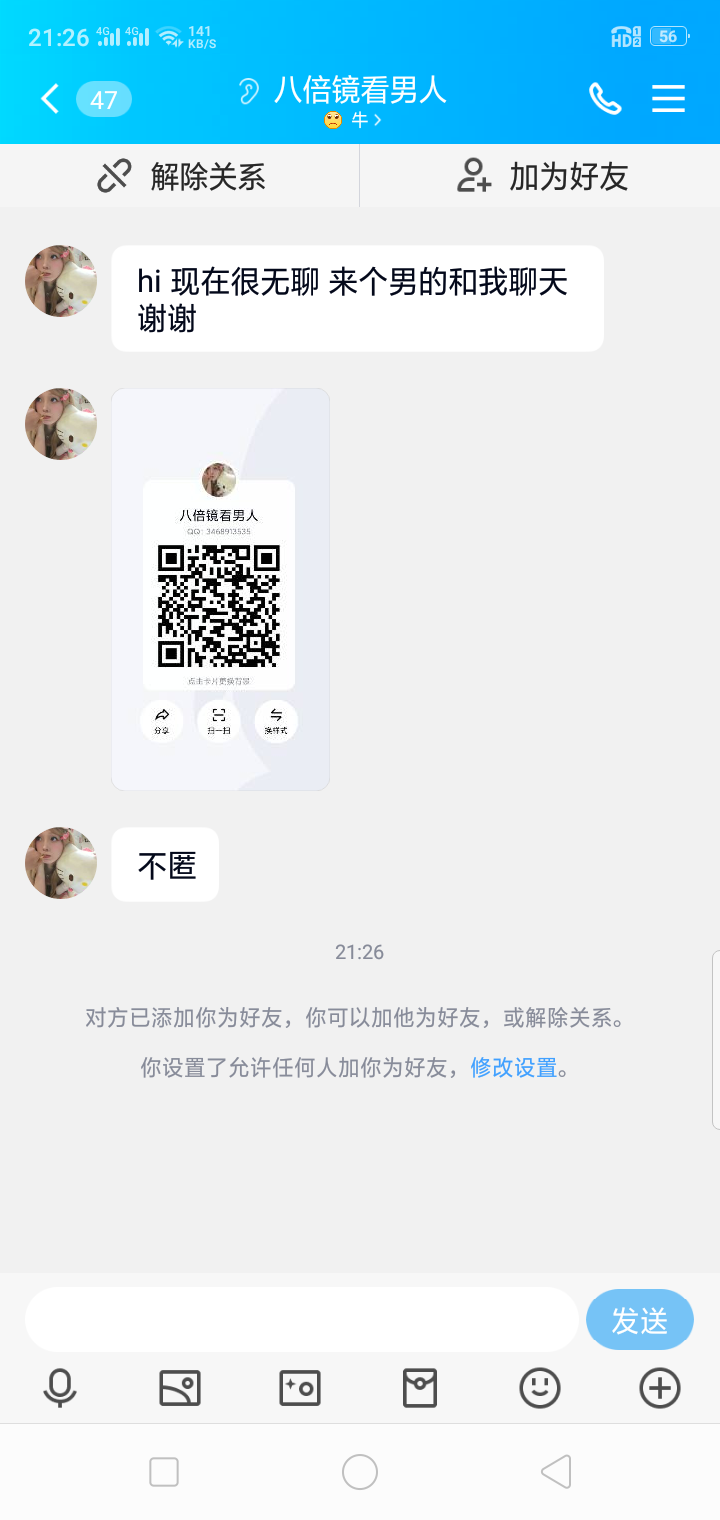 21:26 4G 4G 141 KB/S HD 1 2 56
47 八倍镜看男人
牛
解除关系 加为好友
hi 现在很无聊 来个男的和我聊天
谢谢
八倍镜看男人
QQ: 3468913535
点击卡片更换背景
分享 扫一扫 换样式
不匿
21:26
对方已添加你为好友，你可以加他为好友，或解除关系。
你设置了允许任何人加你为好友，修改设置。
发送